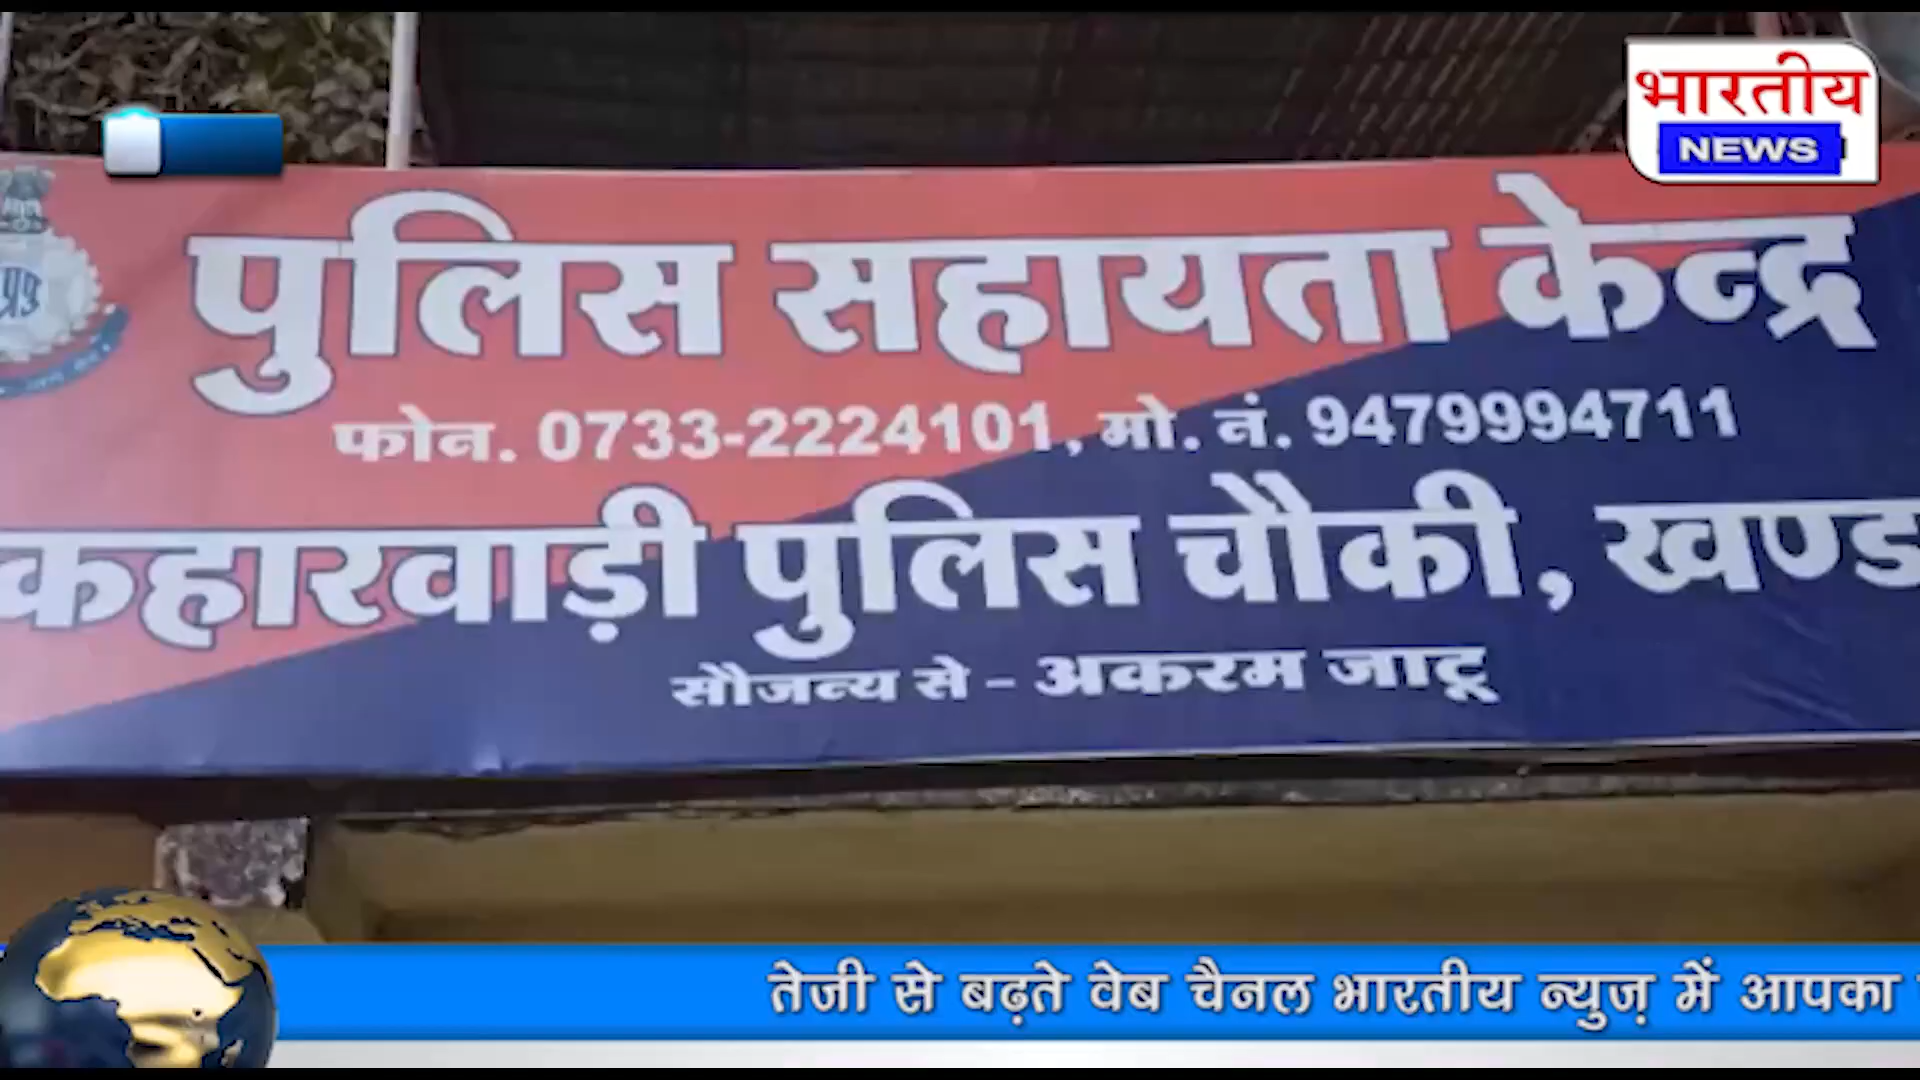 भारतीय
NEWS
पुलिस सहायता केन्द्र
फोन. 0733-2224101, मो. नं. 9479994711
कहारवाड़ी पुलिस चौकी, खण्ड
सौजन्य से - अकरम जाटू
तेजी से बढ़ते वेब चैनल भारतीय न्युज़ में आपका